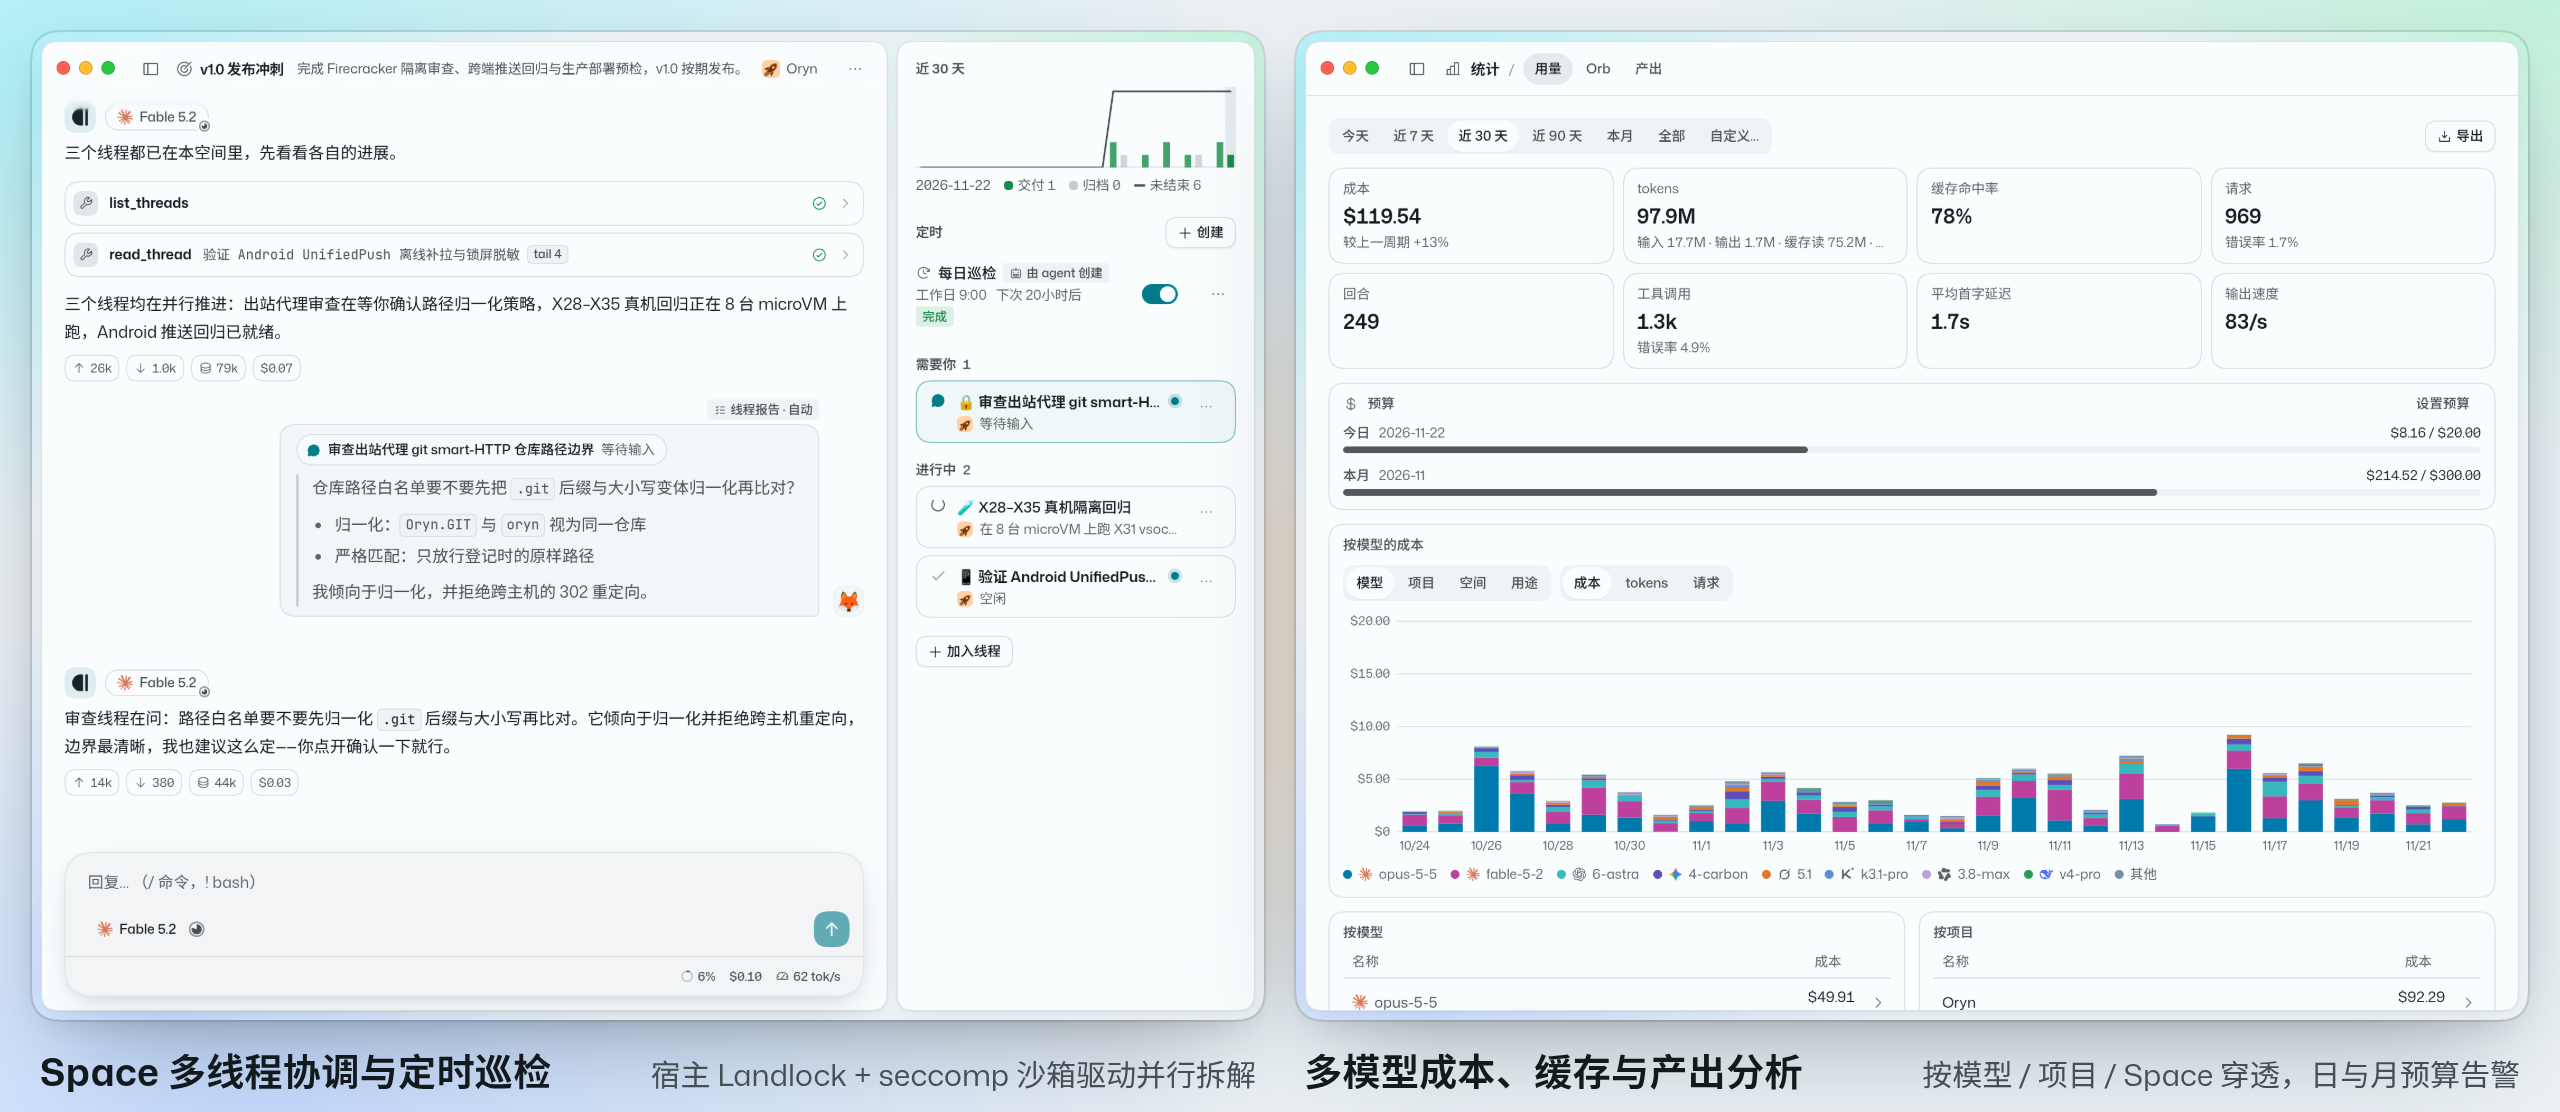 v1.0 发布冲刺 完成 Firecracker 隔离审查、跨端推送回归与生产部署预检，v1.0 按期发布。 Oryn ...
Fable 5.2
三个线程都已在本空间里，先看看各自的进展。
list_threads
read_thread 验证 Android UnifiedPush 离线补拉与锁屏脱敏 tail 4
三个线程均在并行推进：出站代理审查在等你确认路径归一化策略，X28–X35 真机回归正在 8 台 microVM 上
跑，Android 推送回归已就绪。
↑ 26k ↓ 1.0k 79k $0.07
线程报告 · 自动
审查出站代理 git smart-HTTP 仓库路径边界 等待输入
仓库路径白名单要不要先把 .git 后缀与大小写变体归一化再比对？
• 归一化：Oryn.GIT 与 oryn 视为同一仓库
• 严格匹配：只放行登记时的原样路径
我倾向于归一化，并拒绝跨主机的 302 重定向。
Fable 5.2
审查线程在问：路径白名单要不要先归一化 .git 后缀与大小写再比对。它倾向于归一化并拒绝跨主机重定向，
边界最清晰，我也建议这么定——你点开确认一下就行。
↑ 14k ↓ 380 44k $0.03
回复... （/ 命令，! bash）
Fable 5.2
6% $0.10 62 tok/s
近 30 天
2026-11-22 交付 1 归档 0 未结束 6
定时 + 创建
每日巡检 由 agent 创建
工作日 9:00 下次 20小时后 ...
完成
需要你 1
审查出站代理 git smart-H... ...
等待输入
进行中 2
X28–X35 真机隔离回归 ...
在 8 台 microVM 上跑 X31 vsoc...
验证 Android UnifiedPus... ...
空闲
+ 加入线程
Space 多线程协调与定时巡检 宿主 Landlock + seccomp 沙箱驱动并行拆解
统计 / 用量 Orb 产出
今天 近 7 天 近 30 天 近 90 天 本月 全部 自定义... 导出
成本 tokens 缓存命中率 请求
$119.54 97.9M 78% 969
较上一周期 +13% 输入 17.7M · 输出 1.7M · 缓存读 75.2M · ... 错误率 1.7%
回合 工具调用 平均首字延迟 输出速度
249 1.3k 1.7s 83/s
错误率 4.9%
$ 预算 设置预算
今日 2026-11-22 $8.16 / $20.00
本月 2026-11 $214.52 / $300.00
按模型的成本
模型 项目 空间 用途 成本 tokens 请求
$20.00
$15.00
$10.00
$5.00
$0
10/24 10/26 10/28 10/30 11/1 11/3 11/5 11/7 11/9 11/11 11/13 11/15 11/17 11/19 11/21
opus-5-5 fable-5-2 6-astra 4-carbon 5.1 k3.1-pro 3.8-max v4-pro 其他
按模型
名称 成本
opus-5-5 $49.91
按项目
名称 成本
Oryn $92.29
多模型成本、缓存与产出分析 按模型 / 项目 / Space 穿透，日与月预算告警